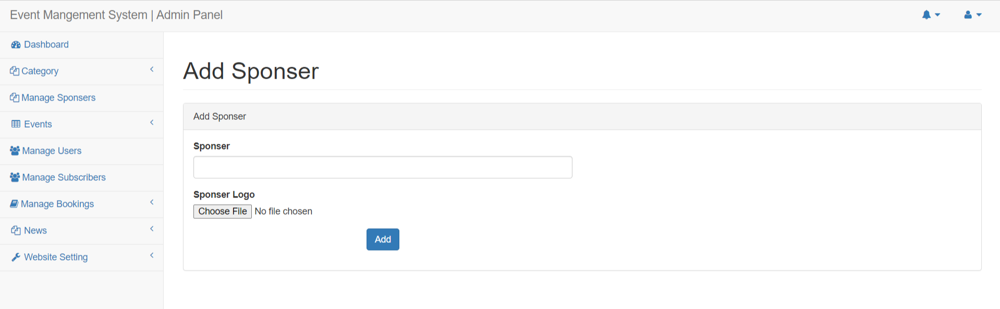 Event Mangement System | Admin Panel
Dashboard
Category
Manage Sponsers
Events
Manage Users
Manage Subscribers
Manage Bookings
News
Website Setting
Add Sponser
Add Sponser
Sponser
Sponser Logo
Choose File No file chosen
Add